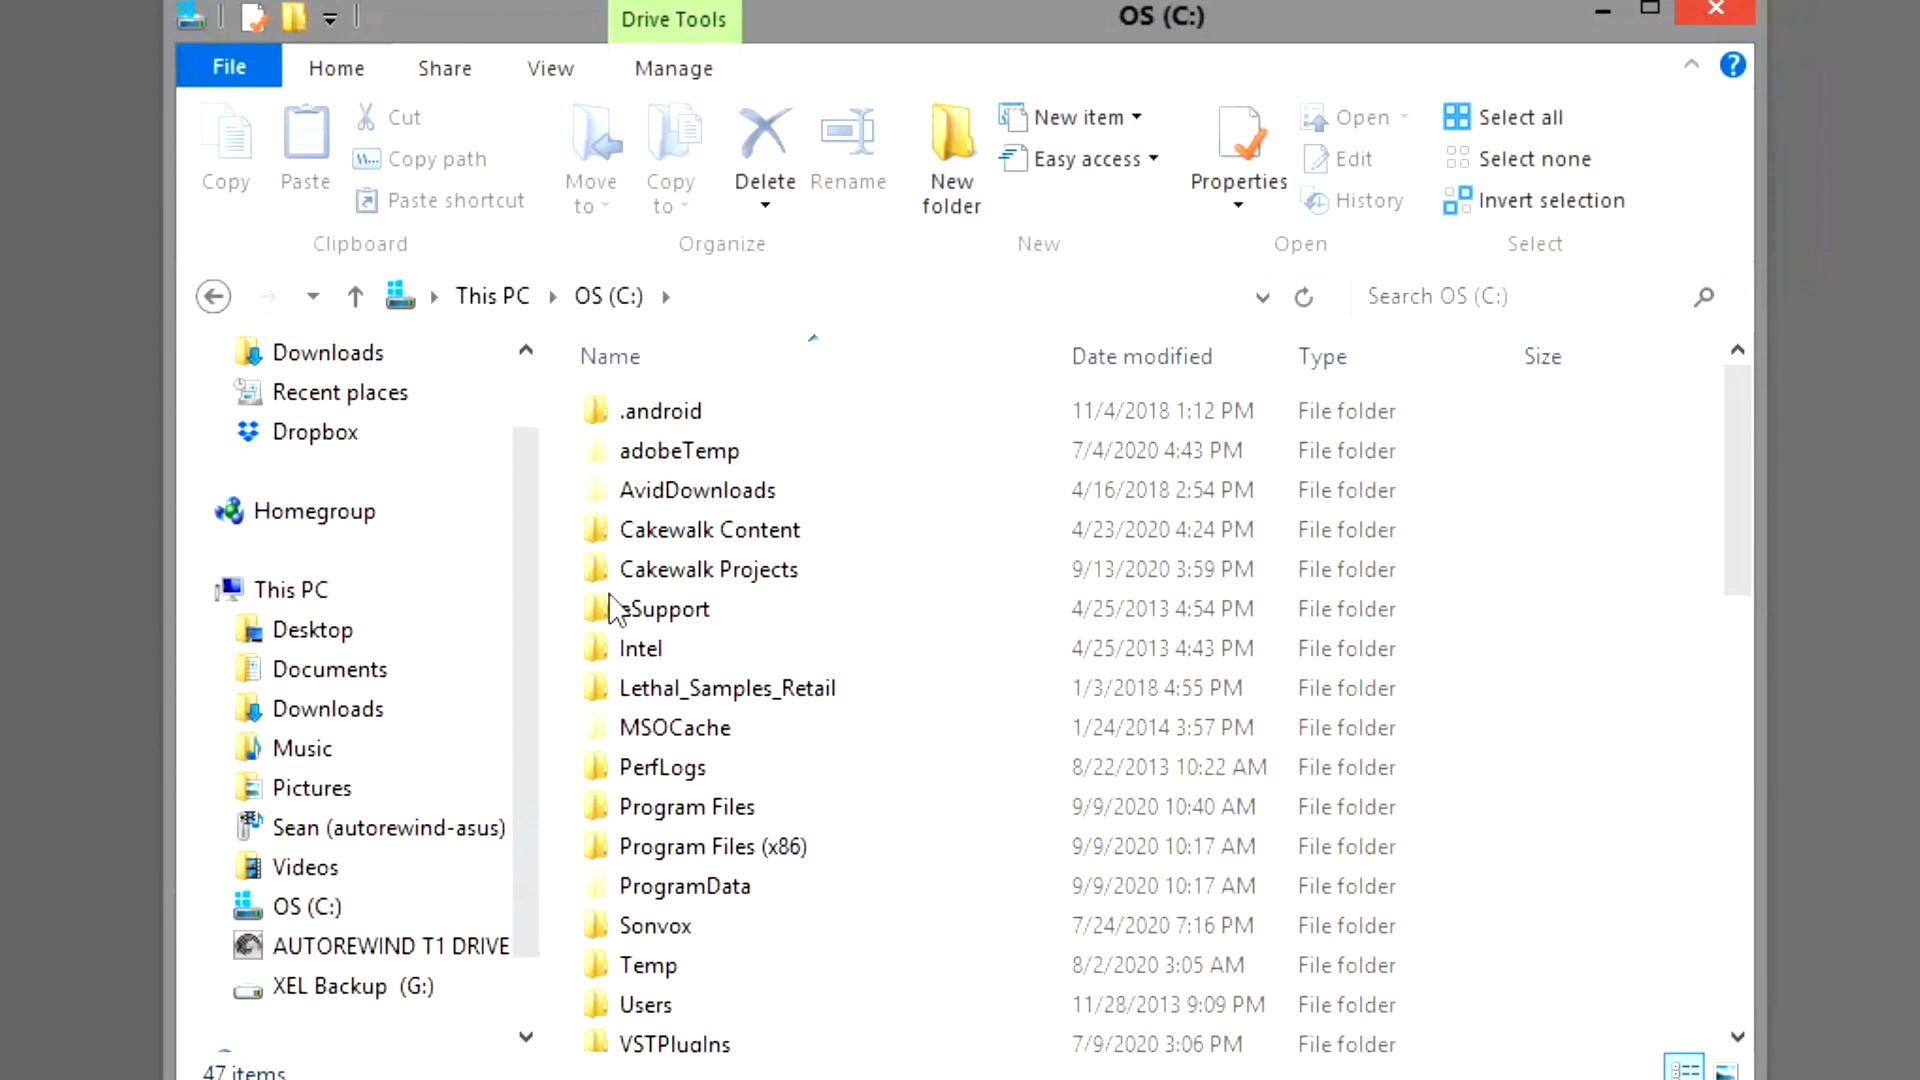 Drive Tools
OS (C:)
File
Home
Share
View
Manage
Copy
Paste
Cut
Copy path
Paste shortcut
Clipboard
Move to
Copy to
Delete
Rename
Organize
New folder
New item
Easy access
New
Properties
Open
Edit
History
Open
Select all
Select none
Invert selection
Select
This PC
OS (C:)
Search OS (C:)
Downloads
Recent places
Dropbox
Homegroup
This PC
Desktop
Documents
Downloads
Music
Pictures
Sean (autorewind-asus)
Videos
OS (C:)
AUTOREWIND T1 DRIVE
XEL Backup (G:)
Name Date modified Type Size
.android 11/4/2018 1:12 PM File folder
adobeTemp 7/4/2020 4:43 PM File folder
AvidDownloads 4/16/2018 2:54 PM File folder
Cakewalk Content 4/23/2020 4:24 PM File folder
Cakewalk Projects 9/13/2020 3:59 PM File folder
eSupport 4/25/2013 4:54 PM File folder
Intel 4/25/2013 4:43 PM File folder
Lethal_Samples_Retail 1/3/2018 4:55 PM File folder
MSOCache 1/24/2014 3:57 PM File folder
PerfLogs 8/22/2013 10:22 AM File folder
Program Files 9/9/2020 10:40 AM File folder
Program Files (x86) 9/9/2020 10:17 AM File folder
ProgramData 9/9/2020 10:17 AM File folder
Sonvox 7/24/2020 7:16 PM File folder
Temp 8/2/2020 3:05 AM File folder
Users 11/28/2013 9:09 PM File folder
VSTPlugIns 7/9/2020 3:06 PM File folder
47 items